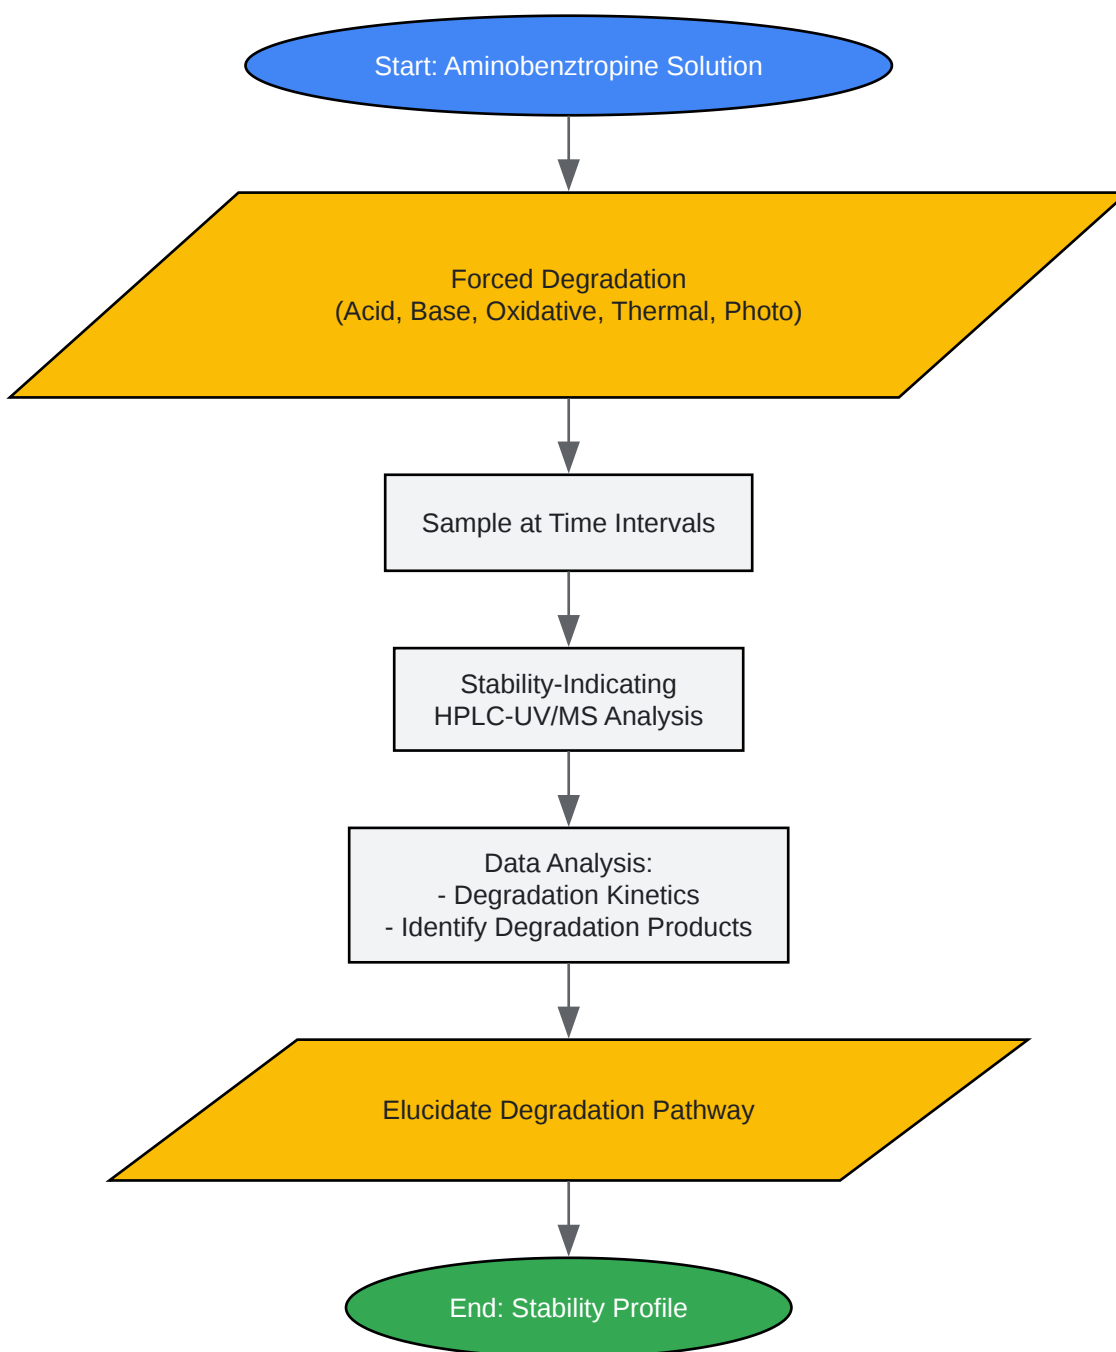 Start: Aminobenztropine Solution
Forced Degradation
(Acid, Base, Oxidative, Thermal, Photo)
Sample at Time Intervals
Stability-Indicating
HPLC-UV/MS Analysis
Data Analysis:
- Degradation Kinetics
- Identify Degradation Products
Elucidate Degradation Pathway
End: Stability Profile